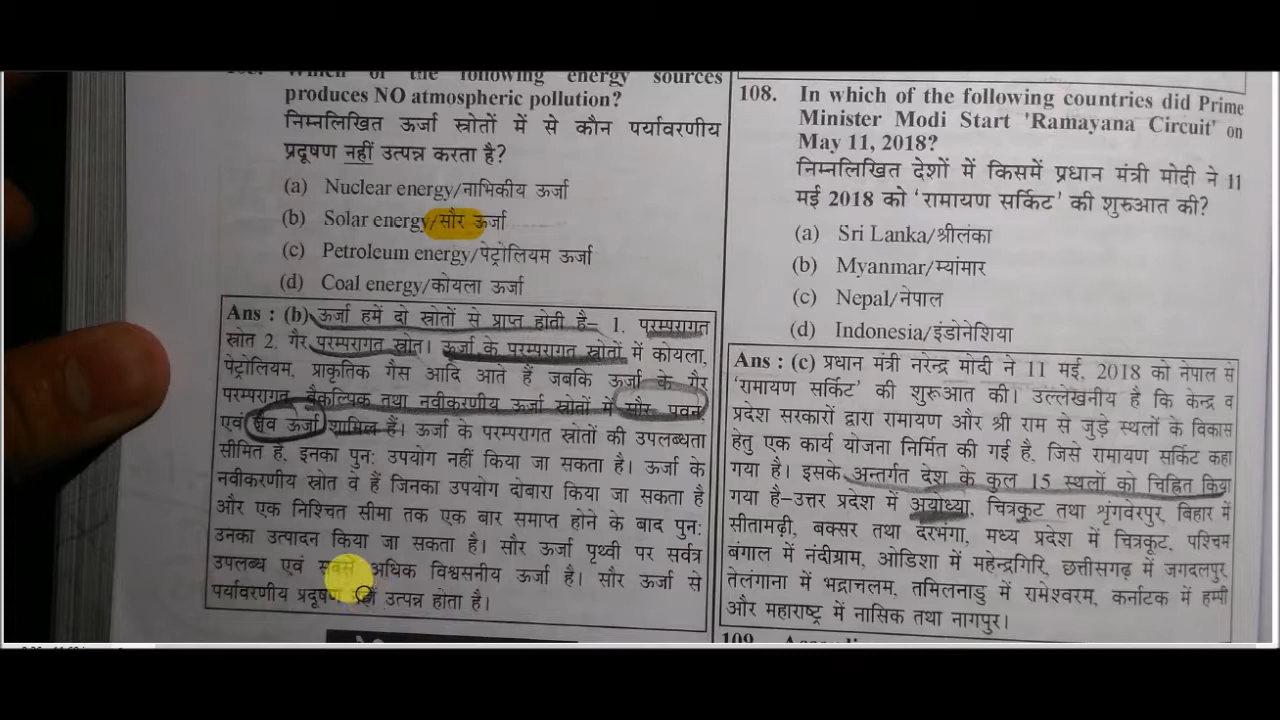 Which of the following energy sources
produces NO atmospheric pollution?
निम्नलिखित ऊर्जा स्रोतों में से कौन पर्यावरणीय
प्रदूषण नहीं उत्पन्न करता है?
(a) Nuclear energy/नाभिकीय ऊर्जा
(b) Solar energy/सौर ऊर्जा
(c) Petroleum energy/पेट्रोलियम ऊर्जा
(d) Coal energy/कोयला ऊर्जा
Ans : (b) ऊर्जा हमें दो स्रोतों से प्राप्त होती है– 1. परम्परागत
स्रोत 2. गैर परम्परागत स्रोत। ऊर्जा के परम्परागत स्रोतों में कोयला,
पेट्रोलियम, प्राकृतिक गैस आदि आते हैं जबकि ऊर्जा के गैर
परम्परागत वैकल्पिक तथा नवीकरणीय ऊर्जा स्रोतों में सौर पवन
एवं जैव ऊर्जा शामिल हैं। ऊर्जा के परम्परागत स्रोतों की उपलब्धता
सीमित है, इनका पुन: उपयोग नहीं किया जा सकता है। ऊर्जा के
नवीकरणीय स्रोत वे हैं जिनका उपयोग दोबारा किया जा सकता है
और एक निश्चित सीमा तक एक बार समाप्त होने के बाद पुन:
उनका उत्पादन किया जा सकता है। सौर ऊर्जा पृथ्वी पर सर्वत्र
उपलब्ध एवं सबसे अधिक विश्वसनीय ऊर्जा है। सौर ऊर्जा से
पर्यावरणीय प्रदूषण नहीं उत्पन्न होता है।
108. In which of the following countries did Prime
Minister Modi Start 'Ramayana Circuit' on
May 11, 2018?
निम्नलिखित देशों में किसमें प्रधान मंत्री मोदी ने 11
मई 2018 को 'रामायण सर्किट' की शुरुआत की?
(a) Sri Lanka/श्रीलंका
(b) Myanmar/म्यांमार
(c) Nepal/नेपाल
(d) Indonesia/इंडोनेशिया
Ans : (c) प्रधान मंत्री नरेन्द्र मोदी ने 11 मई, 2018 को नेपाल से
'रामायण सर्किट' की शुरुआत की। उल्लेखनीय है कि केन्द्र व
प्रदेश सरकारों द्वारा रामायण और श्री राम से जुड़े स्थलों के विकास
हेतु एक कार्य योजना निर्मित की गई है, जिसे रामायण सर्किट कहा
गया है। इसके अन्तर्गत देश के कुल 15 स्थलों को चिह्नित किया
गया है–उत्तर प्रदेश में अयोध्या, चित्रकूट तथा शृंगवेरपुर, बिहार में
सीतामढ़ी, बक्सर तथा दरभंगा, मध्य प्रदेश में चित्रकूट, पश्चिम
बंगाल में नंदीग्राम, ओडिशा में महेन्द्रगिरि, छत्तीसगढ़ में जगदलपुर,
तेलंगाना में भद्राचलम, तमिलनाडु में रामेश्वरम, कर्नाटक में हम्पी
और महाराष्ट्र में नासिक तथा नागपुर।
109.